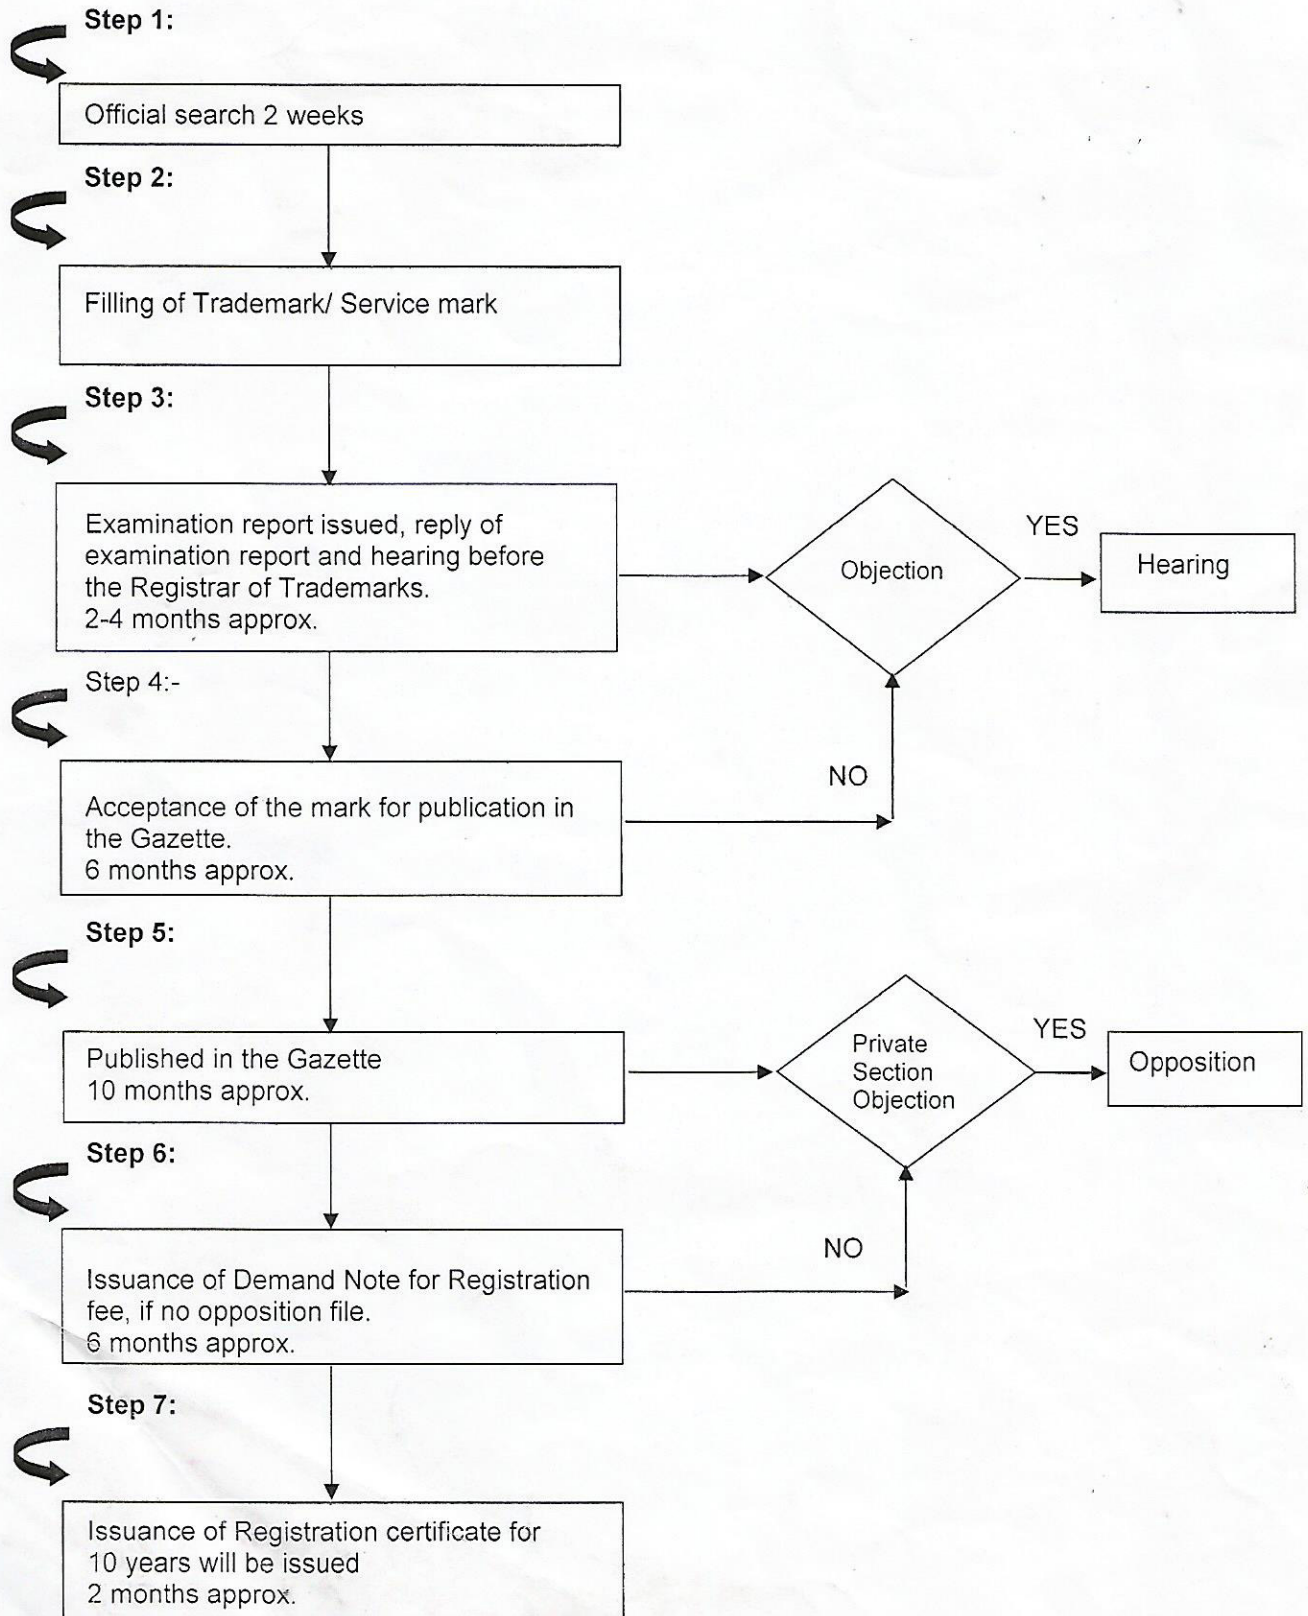 Step 1:
Official search 2 weeks
Step 2:
Filling of Trademark/ Service mark
Step 3:
Examination report issued, reply of
examination report and hearing before
the Registrar of Trademarks.
2-4 months approx.
Objection
YES
Hearing
Step 4:-
NO
Acceptance of the mark for publication in
the Gazette.
6 months approx.
Step 5:
Published in the Gazette
10 months approx.
Private
Section
Objection
YES
Opposition
Step 6:
NO
Issuance of Demand Note for Registration
fee, if no opposition file.
6 months approx.
Step 7:
Issuance of Registration certificate for
10 years will be issued
2 months approx.